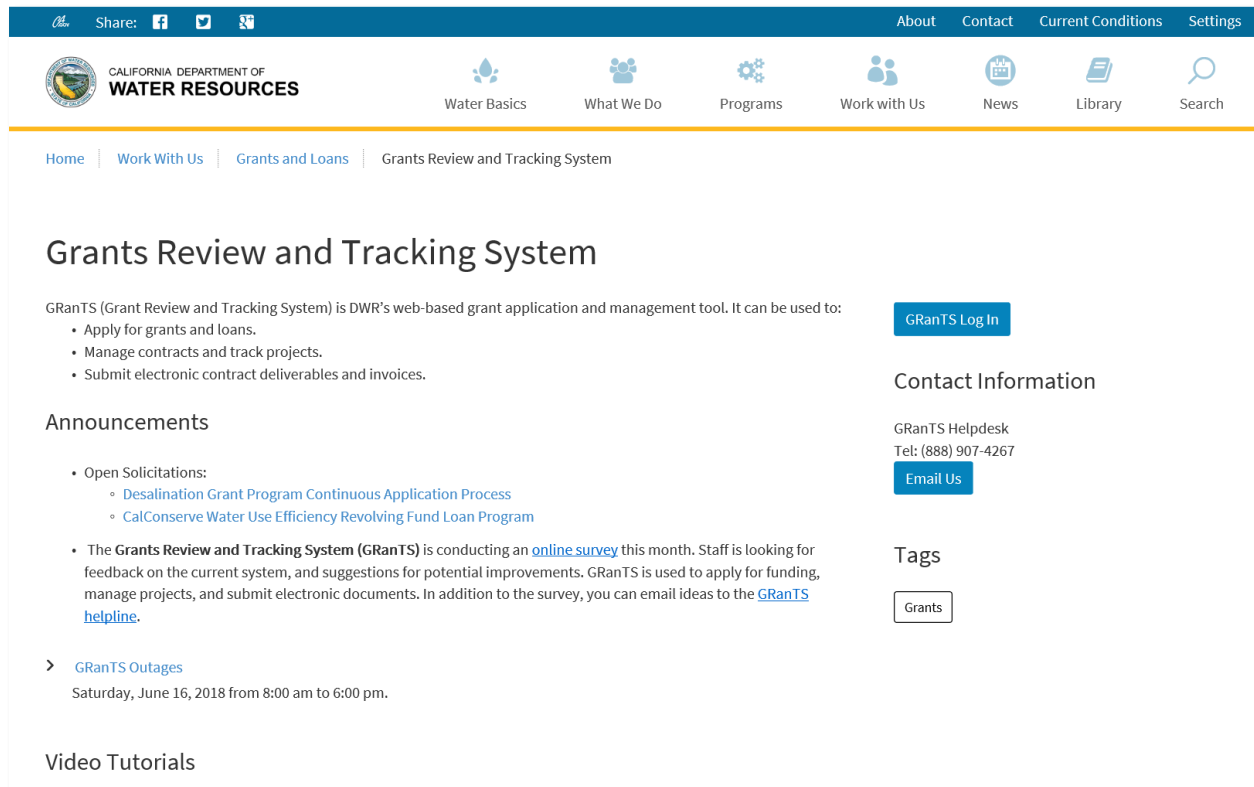 Share:
About Contact Current Conditions Settings
CALIFORNIA DEPARTMENT OF
WATER RESOURCES
Water Basics What We Do Programs Work with Us News Library Search
Home Work With Us Grants and Loans Grants Review and Tracking System
Grants Review and Tracking System
GRanTS (Grant Review and Tracking System) is DWR's web-based grant application and management tool. It can be used to:
• Apply for grants and loans.
• Manage contracts and track projects.
• Submit electronic contract deliverables and invoices.
Announcements
• Open Solicitations:
◦ Desalination Grant Program Continuous Application Process
◦ CalConserve Water Use Efficiency Revolving Fund Loan Program
• The Grants Review and Tracking System (GRanTS) is conducting an online survey this month. Staff is looking for
feedback on the current system, and suggestions for potential improvements. GRanTS is used to apply for funding,
manage projects, and submit electronic documents. In addition to the survey, you can email ideas to the GRanTS
helpline.
GRanTS Outages
Saturday, June 16, 2018 from 8:00 am to 6:00 pm.
Video Tutorials
GRanTS Log In
Contact Information
GRanTS Helpdesk
Tel: (888) 907-4267
Email Us
Tags
Grants